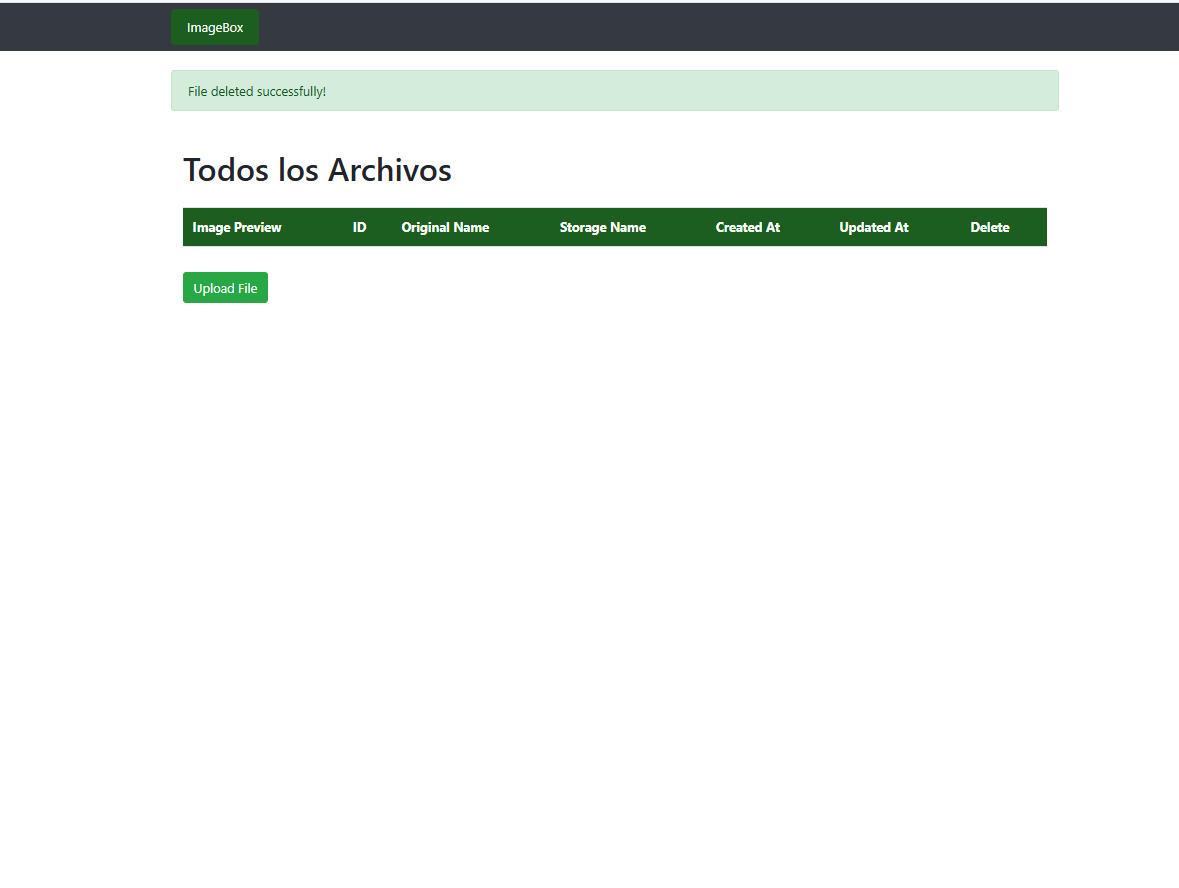 ImageBox
File deleted successfully!
Todos los Archivos
Image Preview ID Original Name Storage Name Created At Updated At Delete
Upload File